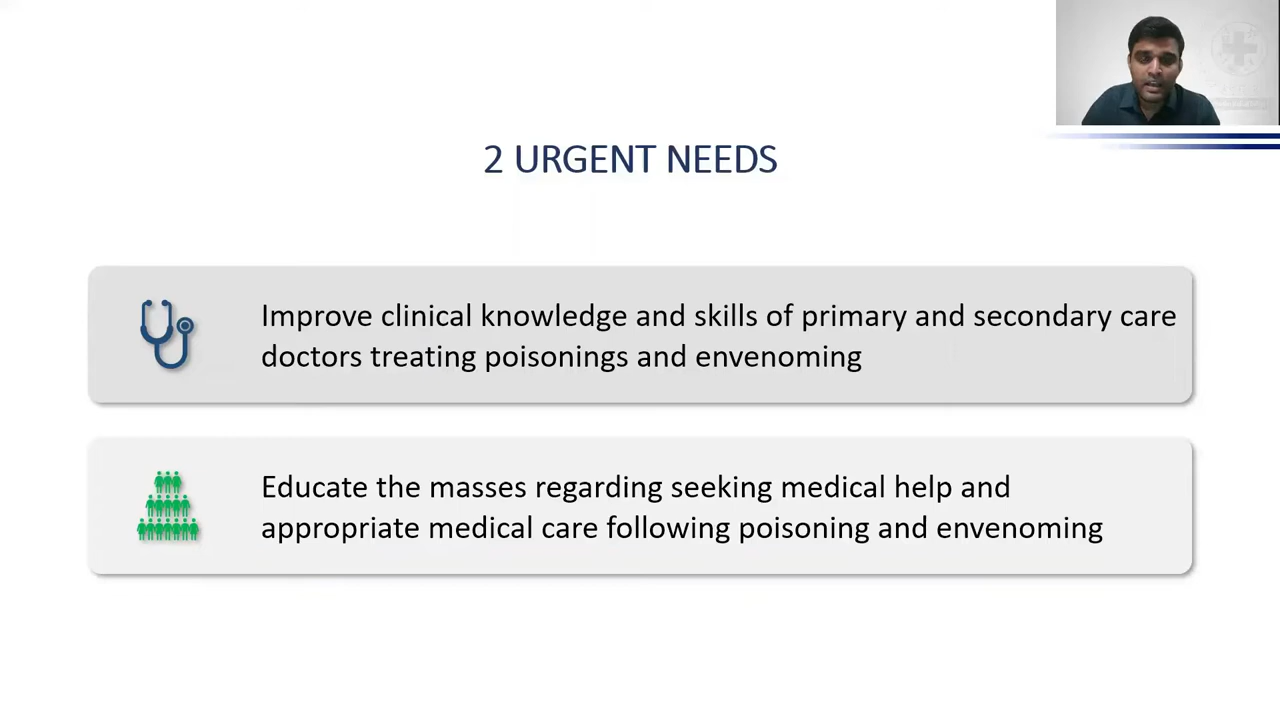 2 URGENT NEEDS
Improve clinical knowledge and skills of primary and secondary care
doctors treating poisonings and envenoming
Educate the masses regarding seeking medical help and
appropriate medical care following poisoning and envenoming